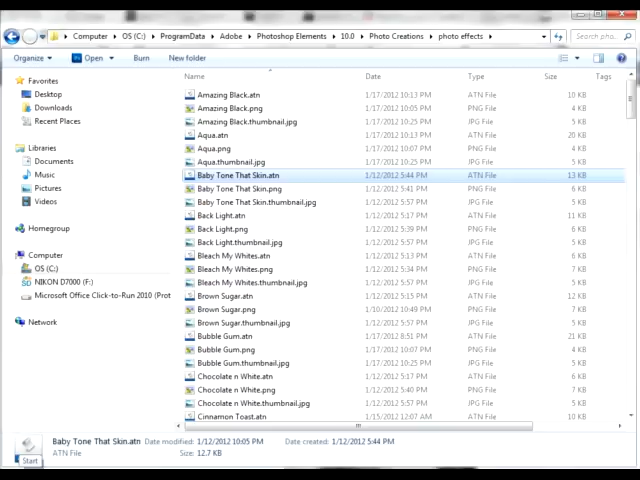 Computer ▸ OS (C:) ▸ ProgramData ▸ Adobe ▸ Photoshop Elements ▸ 10.0 ▸ Photo Creations ▸ photo effects ▸ Search pho...
Organize Open Burn New folder
Name Date Type Size Tags
Favorites
Desktop
Downloads
Recent Places
Libraries
Documents
Music
Pictures
Videos
Homegroup
Computer
OS (C:)
NIKON D7000 (F:)
Microsoft Office Click-to-Run 2010 (Prot
Network
Amazing Black.atn 1/17/2012 10:13 PM ATN File 10 KB
Amazing Black.png 1/17/2012 10:05 PM PNG File 4 KB
Amazing Black.thumbnail.jpg 1/17/2012 10:25 PM JPG File 5 KB
Aqua.atn 1/17/2012 10:13 PM ATN File 20 KB
Aqua.png 1/17/2012 10:07 PM PNG File 4 KB
Aqua.thumbnail.jpg 1/17/2012 10:25 PM JPG File 5 KB
Baby Tone That Skin.atn 1/12/2012 5:44 PM ATN File 13 KB
Baby Tone That Skin.png 1/12/2012 5:41 PM PNG File 6 KB
Baby Tone That Skin.thumbnail.jpg 1/12/2012 5:57 PM JPG File 5 KB
Back Light.atn 1/12/2012 5:17 PM ATN File 11 KB
Back Light.png 1/12/2012 5:39 PM PNG File 6 KB
Back Light.thumbnail.jpg 1/12/2012 5:57 PM JPG File 5 KB
Bleach My Whites.atn 1/12/2012 5:13 PM ATN File 6 KB
Bleach My Whites.png 1/12/2012 5:34 PM PNG File 7 KB
Bleach My Whites.thumbnail.jpg 1/12/2012 5:57 PM JPG File 5 KB
Brown Sugar.atn 1/12/2012 5:15 PM ATN File 12 KB
Brown Sugar.png 1/10/2012 10:49 PM PNG File 7 KB
Brown Sugar.thumbnail.jpg 1/12/2012 5:57 PM JPG File 5 KB
Bubble Gum.atn 1/17/2012 8:51 PM ATN File 21 KB
Bubble Gum.png 1/17/2012 10:07 PM PNG File 4 KB
Bubble Gum.thumbnail.jpg 1/17/2012 10:25 PM JPG File 5 KB
Chocolate n White.atn 1/12/2012 5:17 PM ATN File 6 KB
Chocolate n White.png 1/12/2012 5:40 PM PNG File 7 KB
Chocolate n White.thumbnail.jpg 1/12/2012 5:57 PM JPG File 5 KB
Cinnamon Toast.atn 1/15/2012 12:07 AM ATN File 10 KB
Baby Tone That Skin.atn Date modified: 1/12/2012 10:05 PM Date created: 1/12/2012 5:44 PM
ATN File Size: 12.7 KB
Start